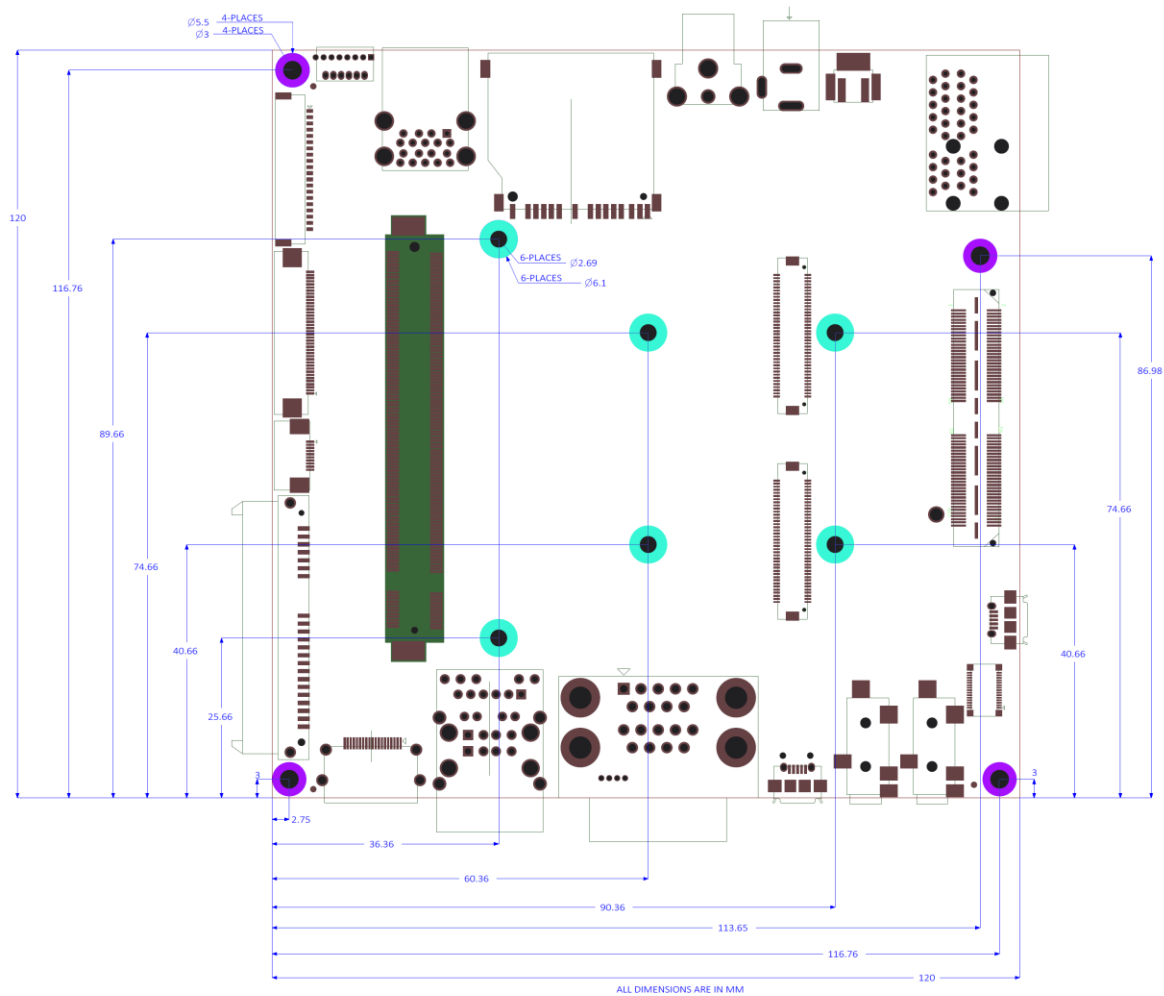 4-PLACES
Ø5.5
4-PLACES
Ø3
120
116.76
6-PLACES Ø2.69
6-PLACES Ø6.1
86.98
89.66
74.66
74.66
40.66
40.66
25.66
3
3
2.75
36.36
60.36
90.36
113.65
116.76
120
ALL DIMENSIONS ARE IN MM